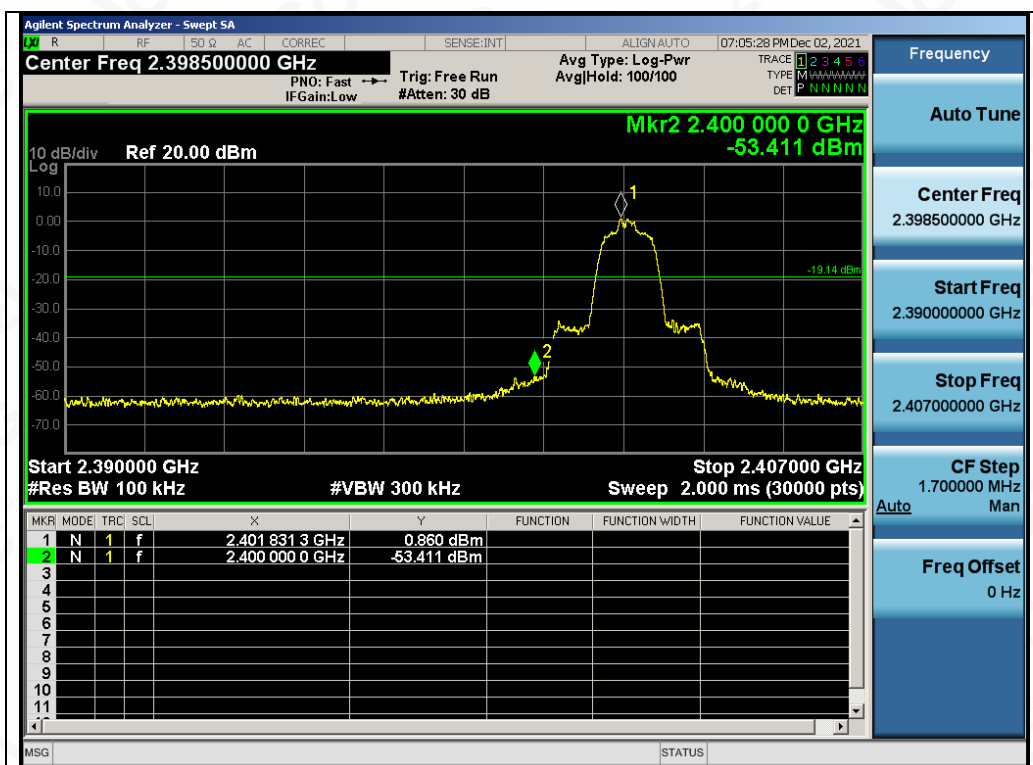 Agilent Spectrum Analyzer - Swept SA
LXI R RF 50 Ω AC CORREC SENSE:INT ALIGN AUTO 07:05:28 PM Dec 02, 2021
Center Freq 2.398500000 GHz
PNO: Fast
IFGain:Low
Trig: Free Run
#Atten: 30 dB
Avg Type: Log-Pwr
Avg|Hold: 100/100
TRACE 1 2 3 4 5 6
TYPE M
DET P N N N N N
Mkr2 2.400 000 0 GHz
-53.411 dBm
10 dB/div Ref 20.00 dBm
Log
10.0
0.00
-10.0
-20.0
-30.0
-40.0
-50.0
-60.0
-70.0
1
-19.14 dBm
2
Start 2.390000 GHz Stop 2.407000 GHz
#Res BW 100 kHz #VBW 300 kHz Sweep 2.000 ms (30000 pts)
MKR MODE TRC SCL X Y FUNCTION FUNCTION WIDTH FUNCTION VALUE
1 N 1 f 2.401 831 3 GHz 0.860 dBm
2 N 1 f 2.400 000 0 GHz -53.411 dBm
3
4
5
6
7
8
9
10
11
MSG STATUS
Frequency
Auto Tune
Center Freq
2.398500000 GHz
Start Freq
2.390000000 GHz
Stop Freq
2.407000000 GHz
CF Step
1.700000 MHz
Auto Man
Freq Offset
0 Hz